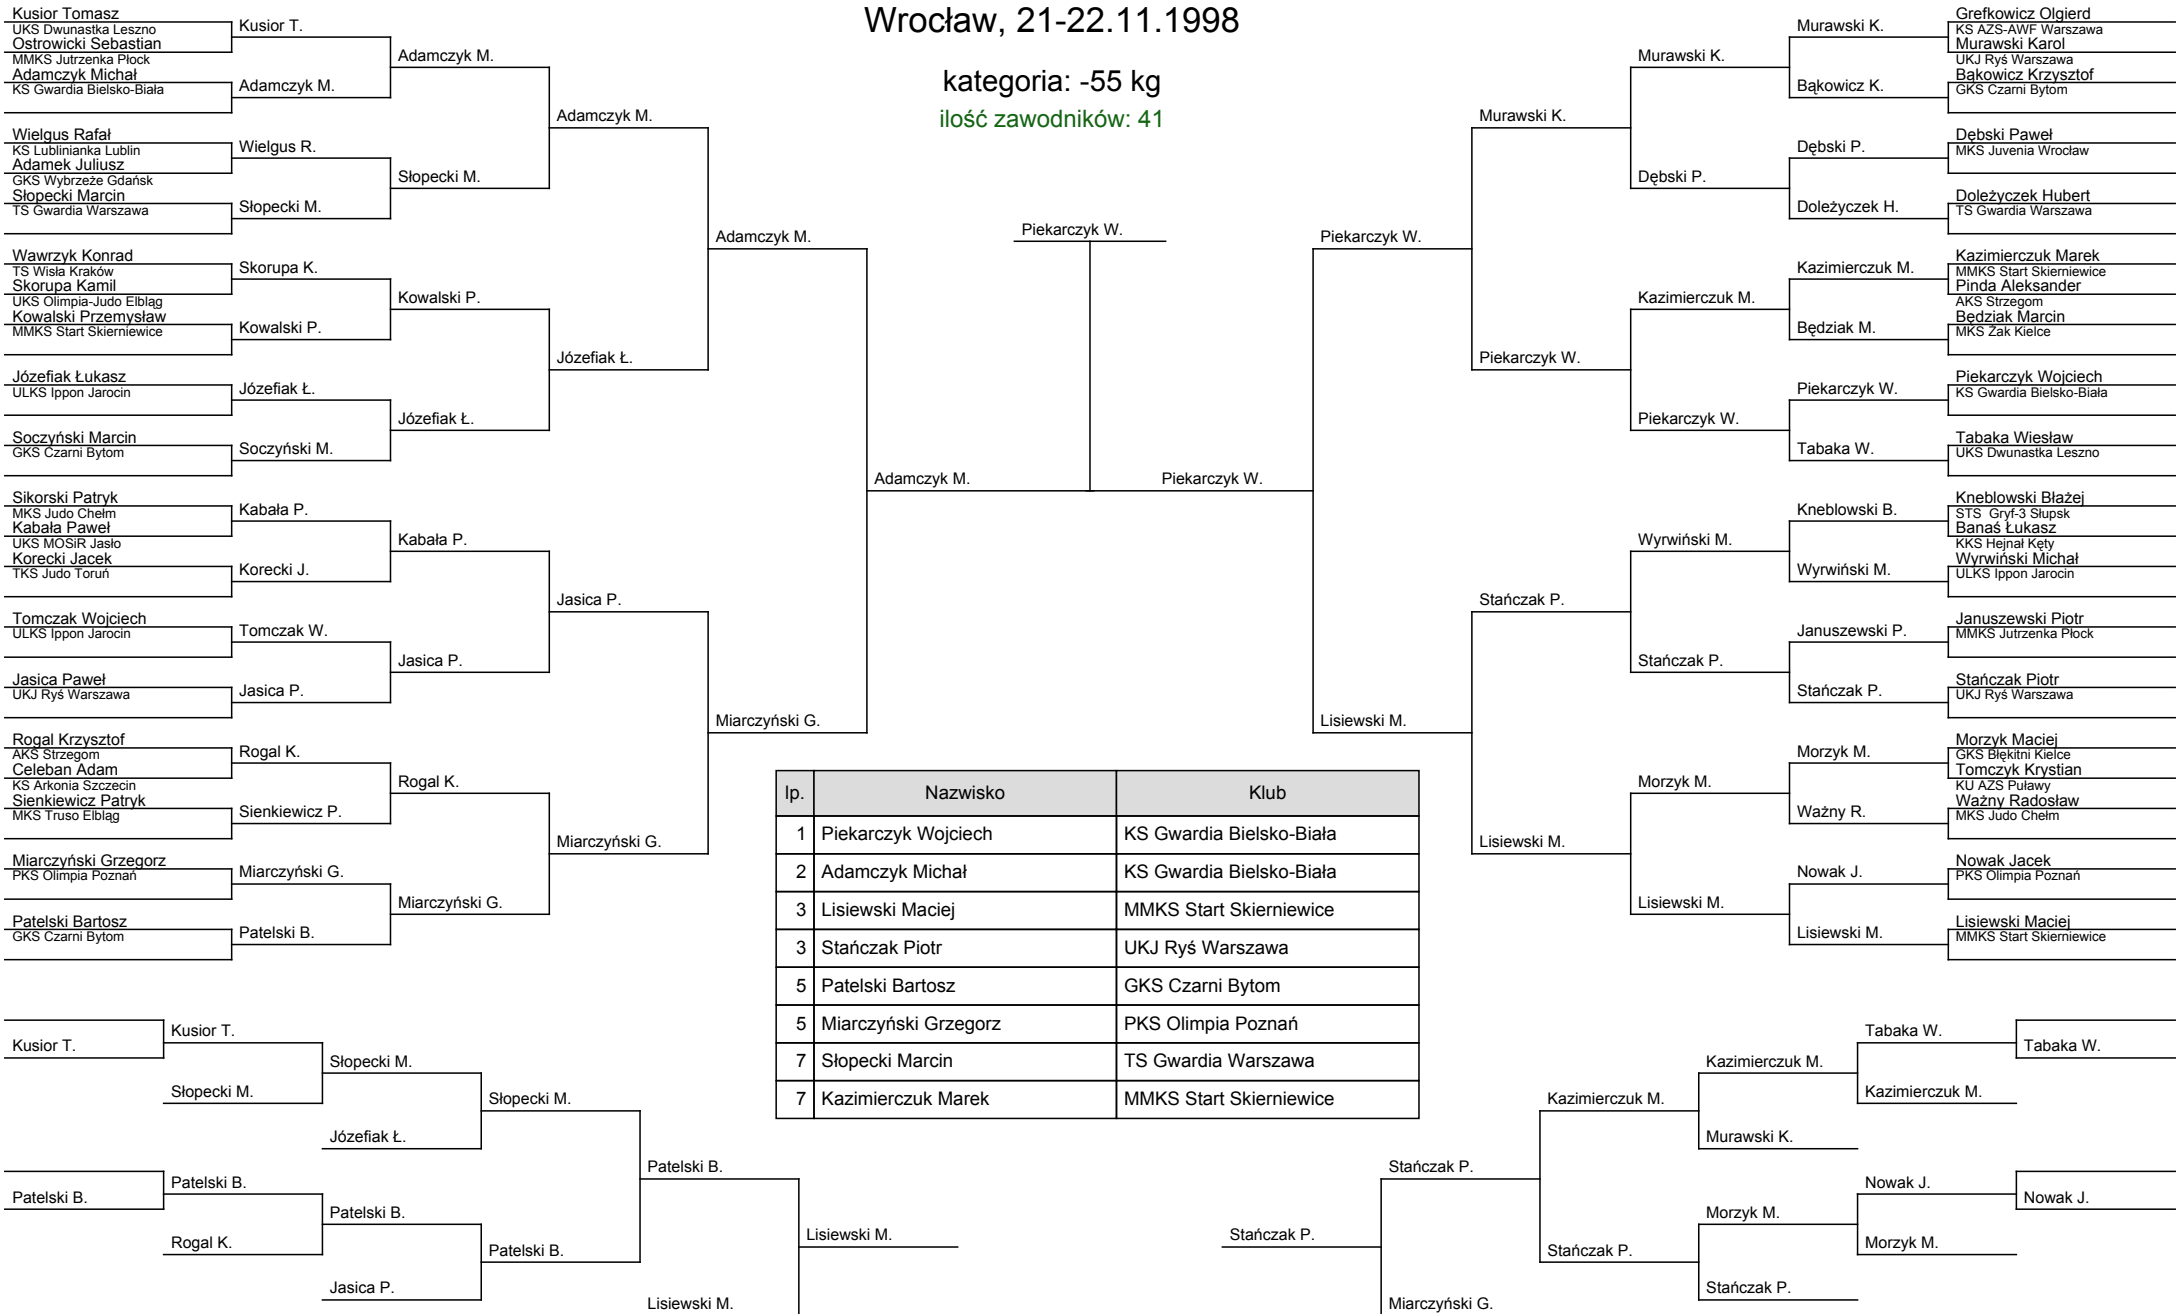 Wrocław, 21-22.11.1998
kategoria: -55 kg
ilość zawodników: 41
Kusior Tomasz
UKS Dwunastka Leszno
Ostrowicki Sebastian
MMKS Jutrzenka Płock
Adamczyk Michał
KS Gwardia Bielsko-Biała
Wielgus Rafał
KS Lublinianka Lublin
Adamek Juliusz
GKS Wybrzeże Gdańsk
Słopecki Marcin
TS Gwardia Warszawa
Wawrzyk Konrad
TS Wisła Kraków
Skorupa Kamil
UKS Olimpia-Judo Elbląg
Kowalski Przemysław
MMKS Start Skierniewice
Józefiak Łukasz
ULKS Ippon Jarocin
Soczyński Marcin
GKS Czarni Bytom
Sikorski Patryk
MKS Judo Chełm
Kabała Paweł
UKS MOSiR Jasło
Korecki Jacek
TKS Judo Toruń
Tomczak Wojciech
ULKS Ippon Jarocin
Jasica Paweł
UKJ Ryś Warszawa
Rogal Krzysztof
AKS Strzegom
Celeban Adam
KS Arkonia Szczecin
Sienkiewicz Patryk
MKS Truso Elbląg
Miarczyński Grzegorz
PKS Olimpia Poznań
Patelski Bartosz
GKS Czarni Bytom
Kusior T.
Adamczyk M.
Wielgus R.
Słopecki M.
Skorupa K.
Kowalski P.
Józefiak Ł.
Soczyński M.
Kabała P.
Korecki J.
Tomczak W.
Jasica P.
Rogal K.
Sienkiewicz P.
Miarczyński G.
Patelski B.
Adamczyk M.
Słopecki M.
Kowalski P.
Józefiak Ł.
Kabała P.
Jasica P.
Rogal K.
Miarczyński G.
Adamczyk M.
Józefiak Ł.
Jasica P.
Miarczyński G.
Adamczyk M.
Miarczyński G.
Adamczyk M.
Piekarczyk W.
Piekarczyk W.
Piekarczyk W.
Lisiewski M.
Murawski K.
Piekarczyk W.
Stańczak P.
Lisiewski M.
Murawski K.
Dębski P.
Kazimierczuk M.
Piekarczyk W.
Wyrwiński M.
Stańczak P.
Morzyk M.
Lisiewski M.
Murawski K.
Bąkowicz K.
Dębski P.
Doleżyczek H.
Kazimierczuk M.
Będziak M.
Piekarczyk W.
Tabaka W.
Kneblowski B.
Wyrwiński M.
Januszewski P.
Stańczak P.
Morzyk M.
Ważny R.
Nowak J.
Lisiewski M.
Grefkowicz Olgierd
KS AZS-AWF Warszawa
Murawski Karol
UKJ Ryś Warszawa
Bąkowicz Krzysztof
GKS Czarni Bytom
Dębski Paweł
MKS Juvenia Wrocław
Doleżyczek Hubert
TS Gwardia Warszawa
Kazimierczuk Marek
MMKS Start Skierniewice
Pinda Aleksander
AKS Strzegom
Będziak Marcin
MKS Żak Kielce
Piekarczyk Wojciech
KS Gwardia Bielsko-Biała
Tabaka Wiesław
UKS Dwunastka Leszno
Kneblowski Błażej
STS  Gryf-3 Słupsk
Banaś Łukasz
KKS Hejnał Kęty
Wyrwiński Michał
ULKS Ippon Jarocin
Januszewski Piotr
MMKS Jutrzenka Płock
Stańczak Piotr
UKJ Ryś Warszawa
Morzyk Maciej
GKS Błękitni Kielce
Tomczyk Krystian
KU AZS Puławy
Ważny Radosław
MKS Judo Chełm
Nowak Jacek
PKS Olimpia Poznań
Lisiewski Maciej
MMKS Start Skierniewice
lp. Nazwisko Klub
1 Piekarczyk Wojciech KS Gwardia Bielsko-Biała
2 Adamczyk Michał KS Gwardia Bielsko-Biała
3 Lisiewski Maciej MMKS Start Skierniewice
3 Stańczak Piotr UKJ Ryś Warszawa
5 Patelski Bartosz GKS Czarni Bytom
5 Miarczyński Grzegorz PKS Olimpia Poznań
7 Słopecki Marcin TS Gwardia Warszawa
7 Kazimierczuk Marek MMKS Start Skierniewice
Kusior T.
Patelski B.
Kusior T.
Słopecki M.
Patelski B.
Rogal K.
Słopecki M.
Józefiak Ł.
Patelski B.
Jasica P.
Słopecki M.
Patelski B.
Patelski B.
Lisiewski M.
Lisiewski M.
Stańczak P.
Stańczak P.
Miarczyński G.
Kazimierczuk M.
Stańczak P.
Kazimierczuk M.
Murawski K.
Morzyk M.
Stańczak P.
Tabaka W.
Kazimierczuk M.
Nowak J.
Morzyk M.
Tabaka W.
Nowak J.